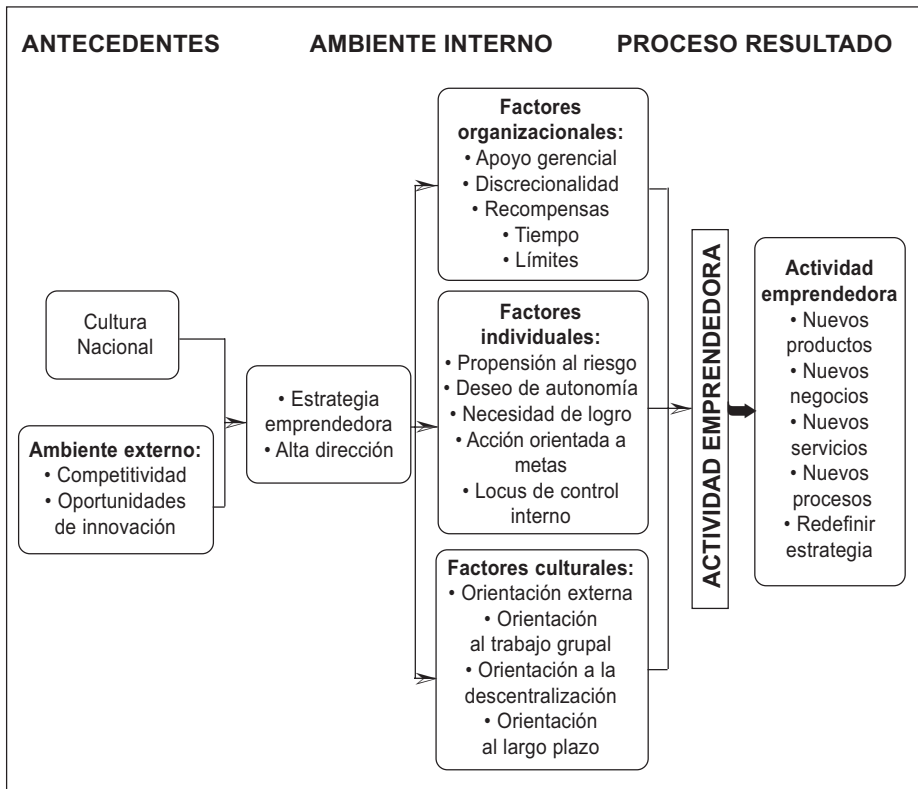 ANTECEDENTES
AMBIENTE INTERNO
PROCESO RESULTADO
Cultura
Nacional
Ambiente externo:
• Competitividad
• Oportunidades
de innovación
• Estrategia
emprendedora
• Alta dirección
Factores
organizacionales:
• Apoyo gerencial
• Discrecionalidad
• Recompensas
• Tiempo
• Límites
Factores
individuales:
• Propensión al riesgo
• Deseo de autonomía
• Necesidad de logro
• Acción orientada a
metas
• Locus de control
interno
Factores culturales:
• Orientación externa
• Orientación
al trabajo grupal
• Orientación a la
descentralización
• Orientación
al largo plazo
ACTIVIDAD EMPRENDEDORA
Actividad
emprendedora
• Nuevos
productos
• Nuevos
negocios
• Nuevos
servicios
• Nuevos
procesos
• Redefinir
estrategia